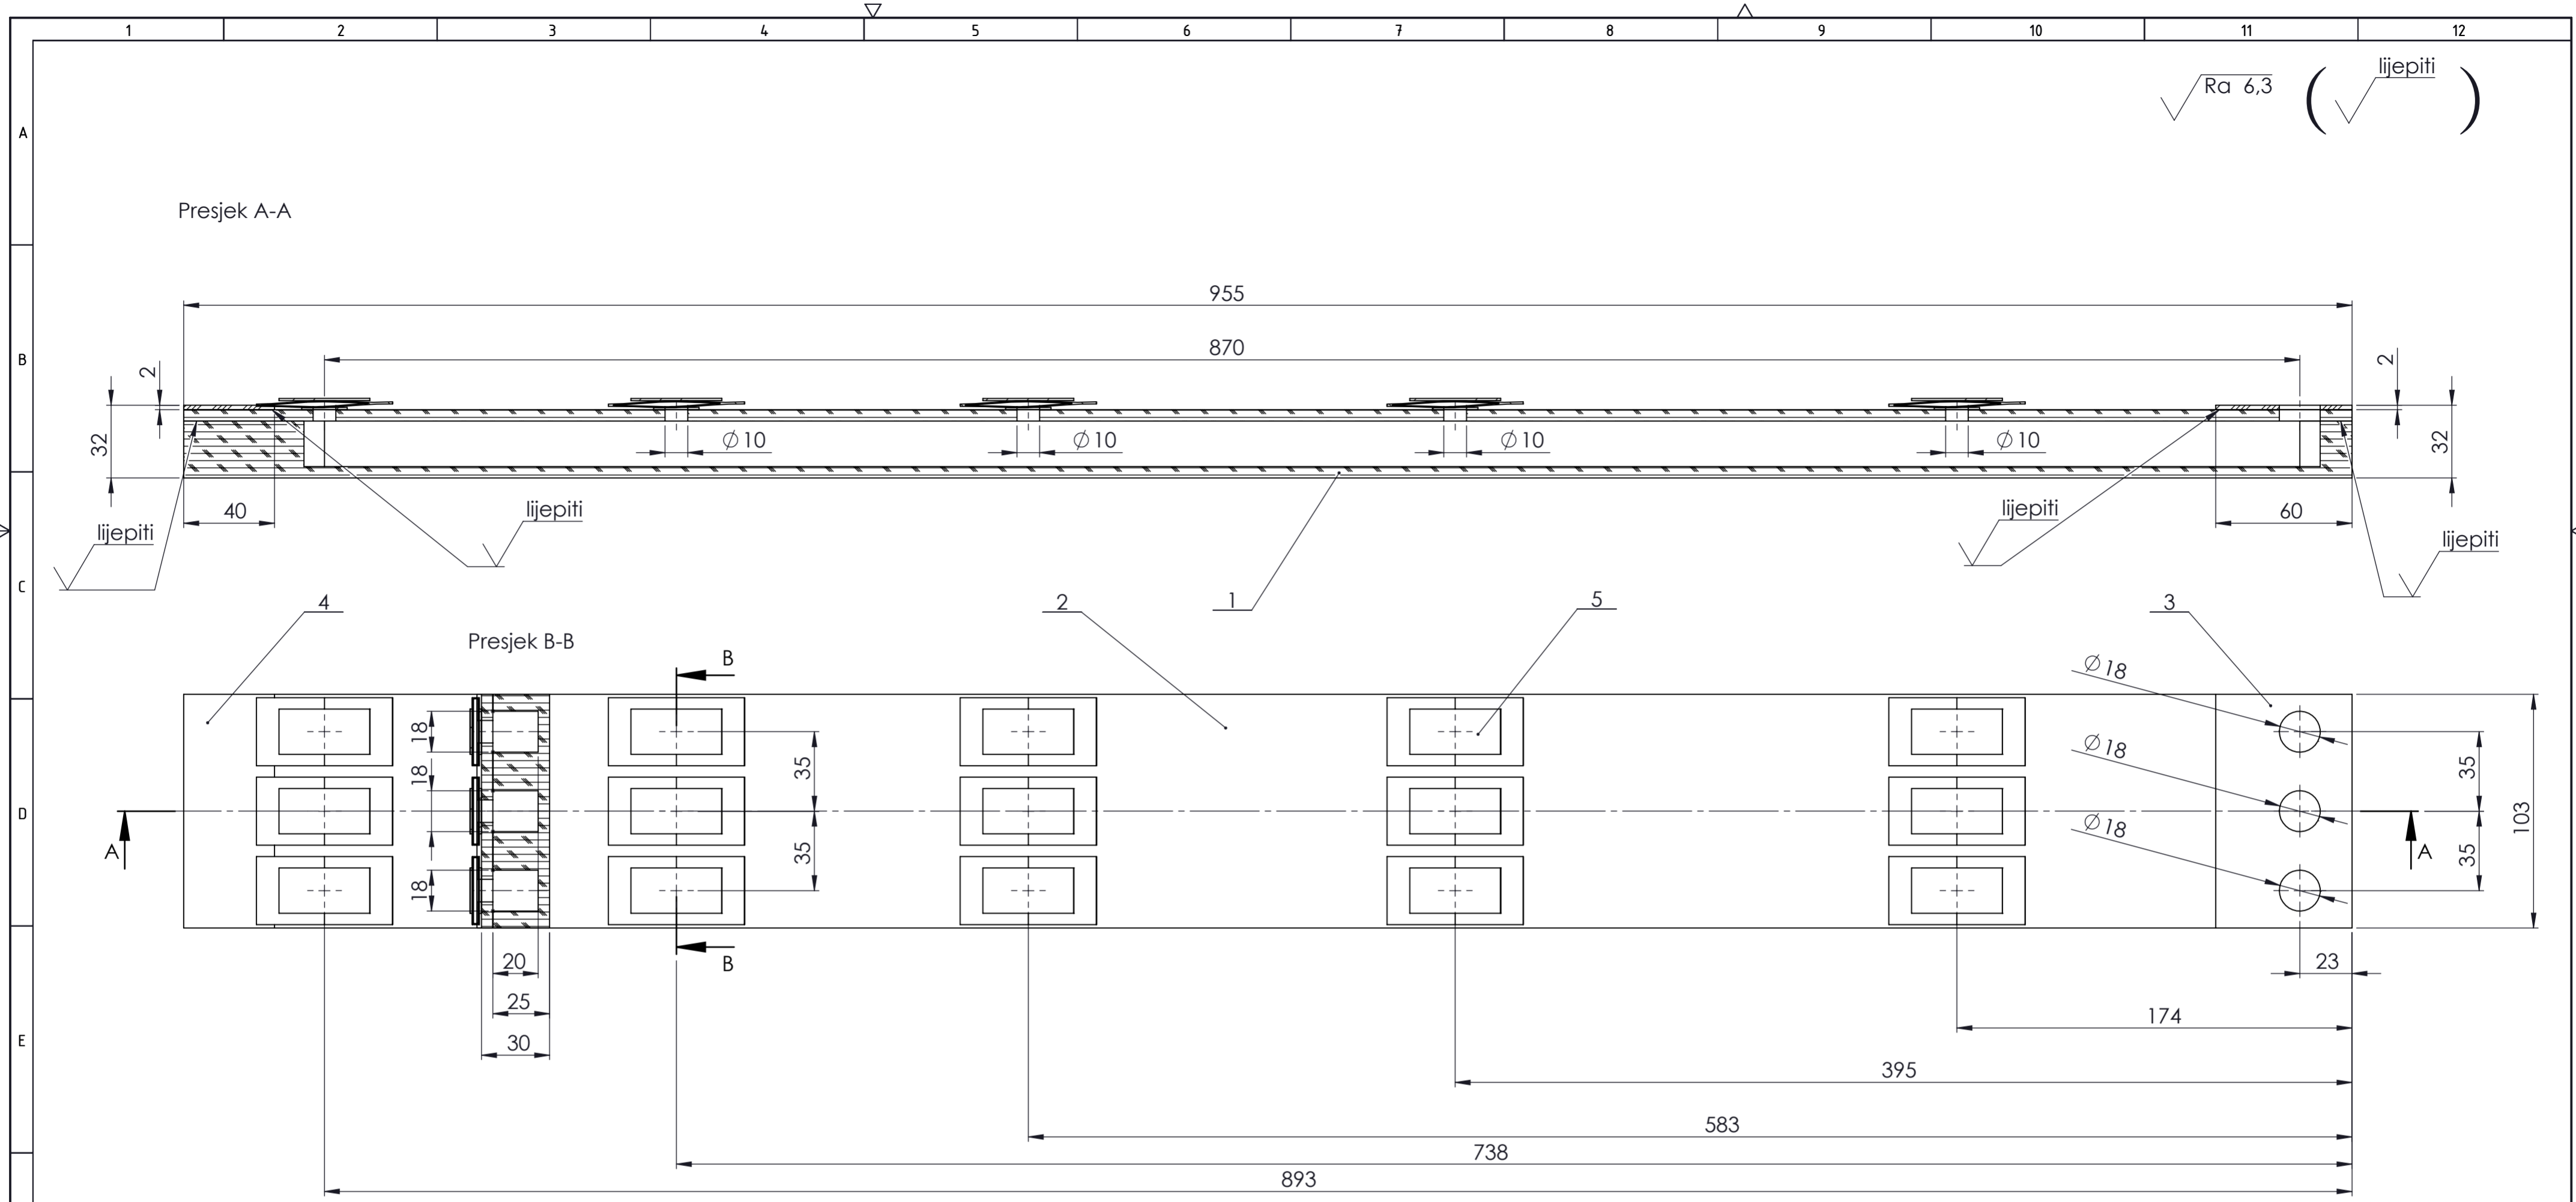 1 2 3 4 5 6 7 8 9 10 11 12
Ra 6,3 ( lijepiti )
A
Presjek A-A
955
B
870
2
2
32
32
Ø10
Ø10
Ø10
Ø10
40
60
lijepiti
lijepiti
lijepiti
lijepiti
C
4
2
1
5
3
Presjek B-B
B
Ø18
18
35
35
Ø18
18
D
103
A
A
35
35
Ø18
18
B
20
23
25
174
E
30
395
583
738
893